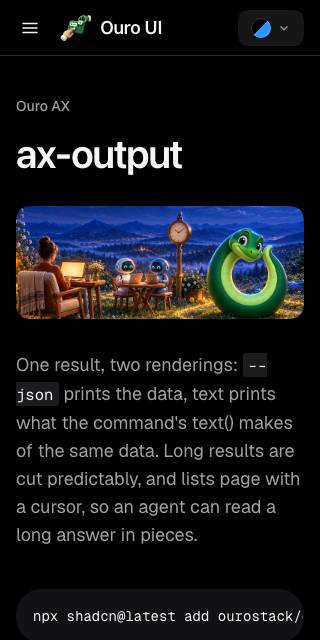 Ouro UI
Ouro AX
ax-output
One result, two renderings: --
json prints the data, text prints
what the command's text() makes
of the same data. Long results are
cut predictably, and lists page with
a cursor, so an agent can read a
long answer in pieces.
npx shadcn@latest add ourostack/